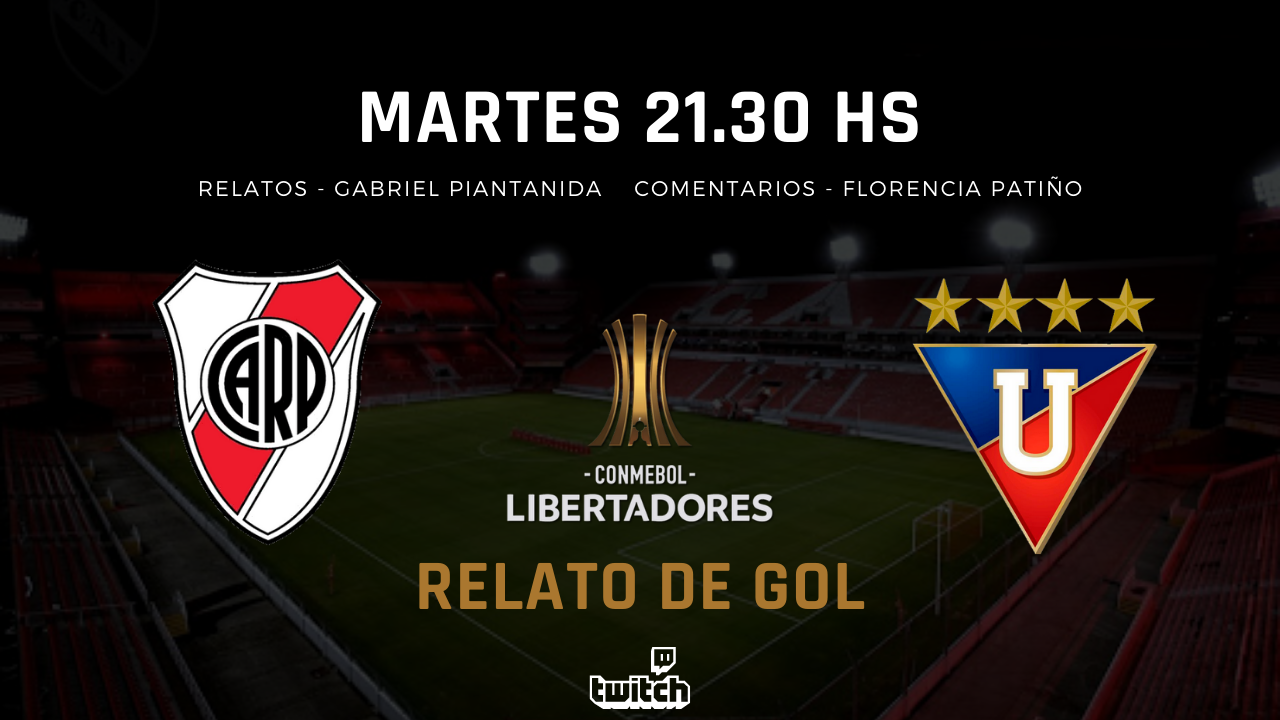 MARTES 21.30 HS
RELATOS - GABRIEL PIANTANIDA COMENTARIOS - FLORENCIA PATIÑO
CARP
U
- CONMEBOL -
LIBERTADORES
RELATO DE GOL
twitch